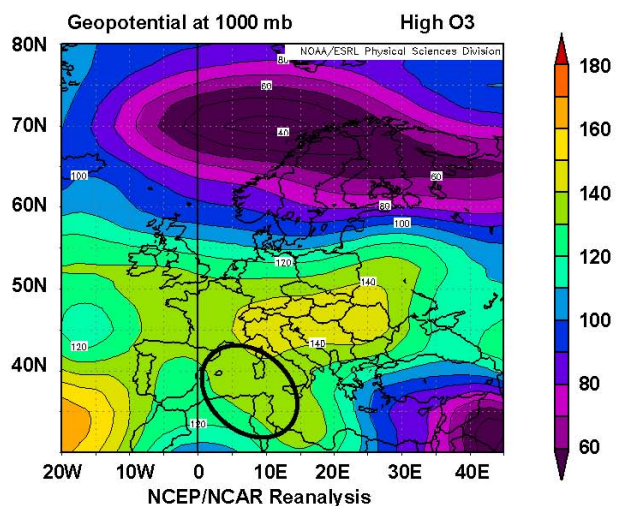 Geopotential at 1000 mb High O3
NOAA/ESRL Physical Sciences Division
80N
70N
60N
50N
40N
20W 10W 0 10E 20E 30E 40E
NCEP/NCAR Reanalysis
80
60
40
60
100
80
100
120
140
120
140
120
180
160
140
130
100
80
60